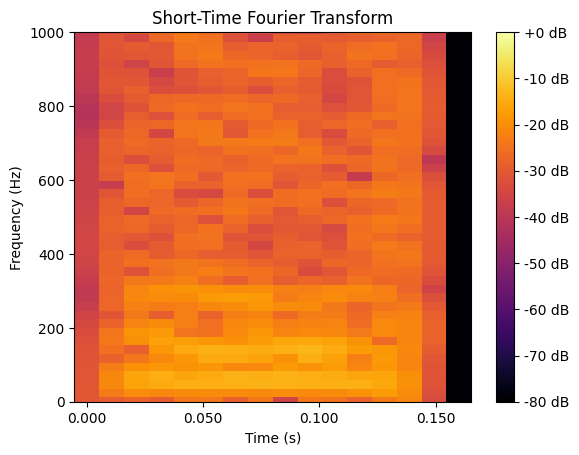 Short-Time Fourier Transform
1000
800
600
400
200
0
Frequency (Hz)
0.000
0.050
0.100
0.150
Time (s)
+0 dB
-10 dB
-20 dB
-30 dB
-40 dB
-50 dB
-60 dB
-70 dB
-80 dB